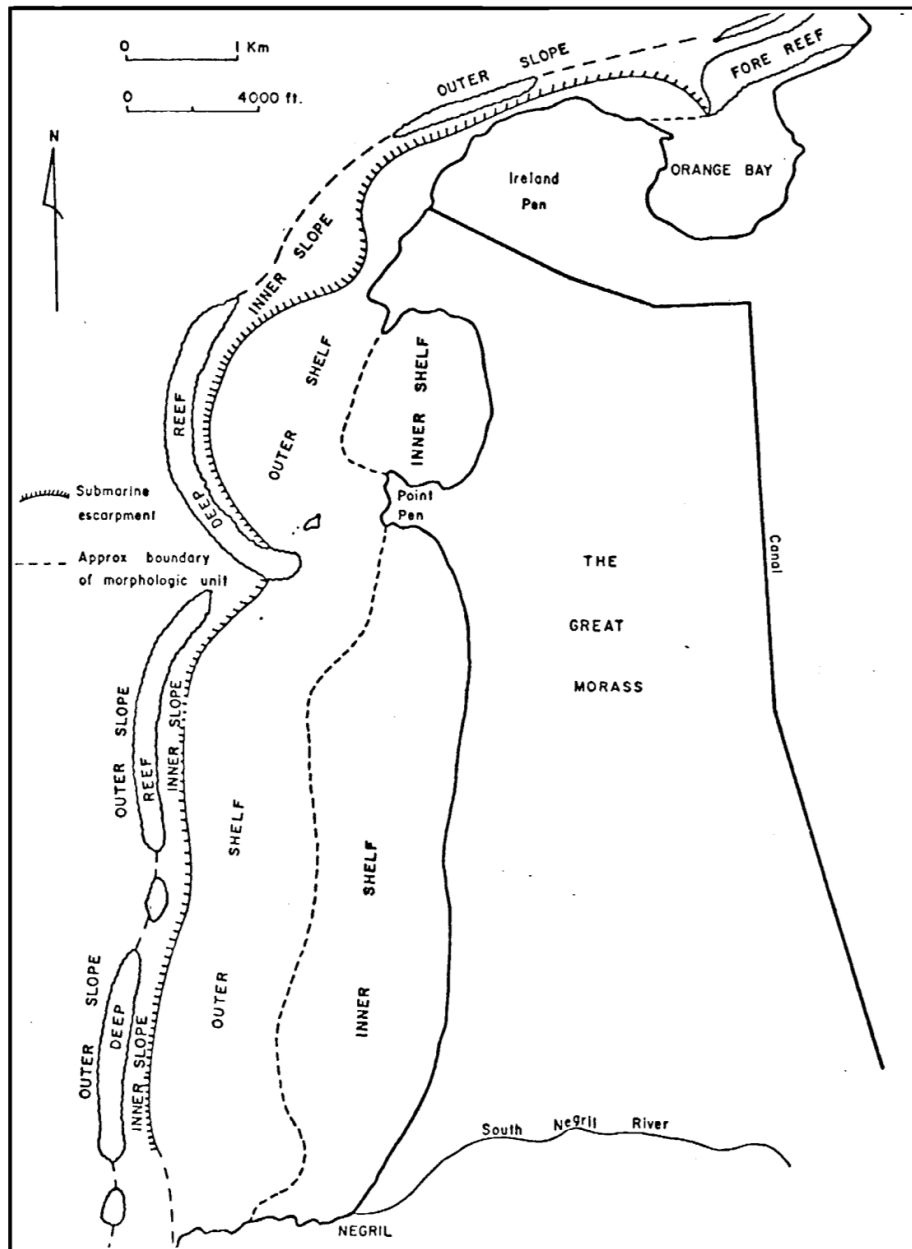 0 1 Km
0 4000 ft.
N
OUTER SLOPE
FORE REEF
ORANGE BAY
Ireland
Pen
INNER SLOPE
OUTER SHELF
INNER SHELF
DEEP REEF
Point
Pen
Submarine
escarpment
Approx boundary
of morphologic unit
THE
GREAT
MORASS
Canal
OUTER SLOPE
REEF
INNER SLOPE
OUTER SHELF
INNER SHELF
OUTER SLOPE
DEEP
INNER SLOPE
South Negril River
NEGRIL